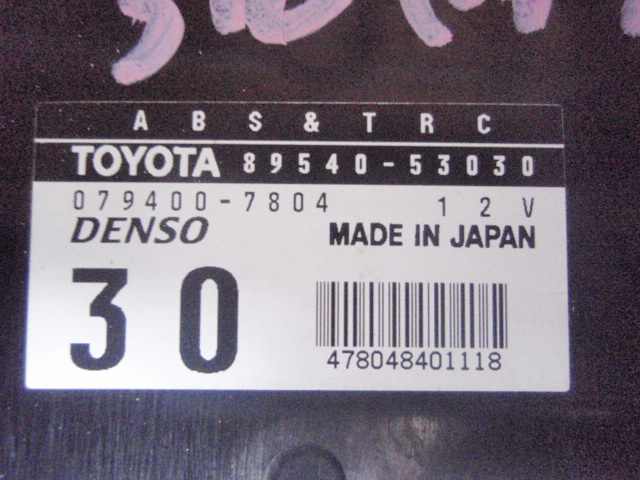 ABS&TRC
TOYOTA 89540-53030
079400-7804 12V
DENSO MADE IN JAPAN
30
478048401118